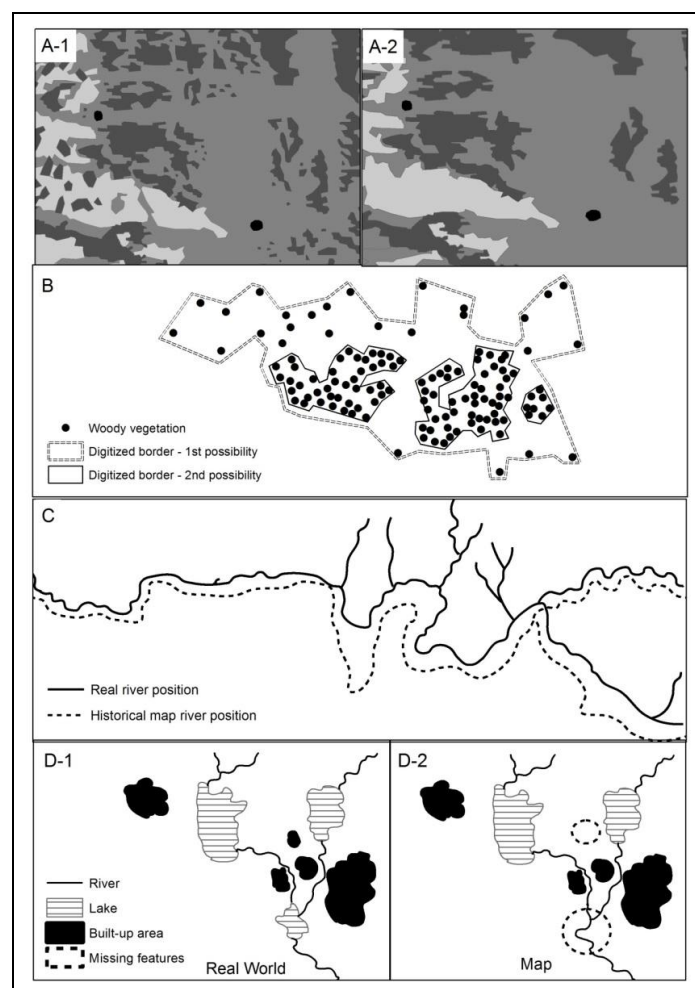 A-1
A-2
B
Woody vegetation
Digitized border - 1st possibility
Digitized border - 2nd possibility
C
Real river position
Historical map river position
D-1
D-2
River
Lake
Built-up area
Missing features
Real World
Map